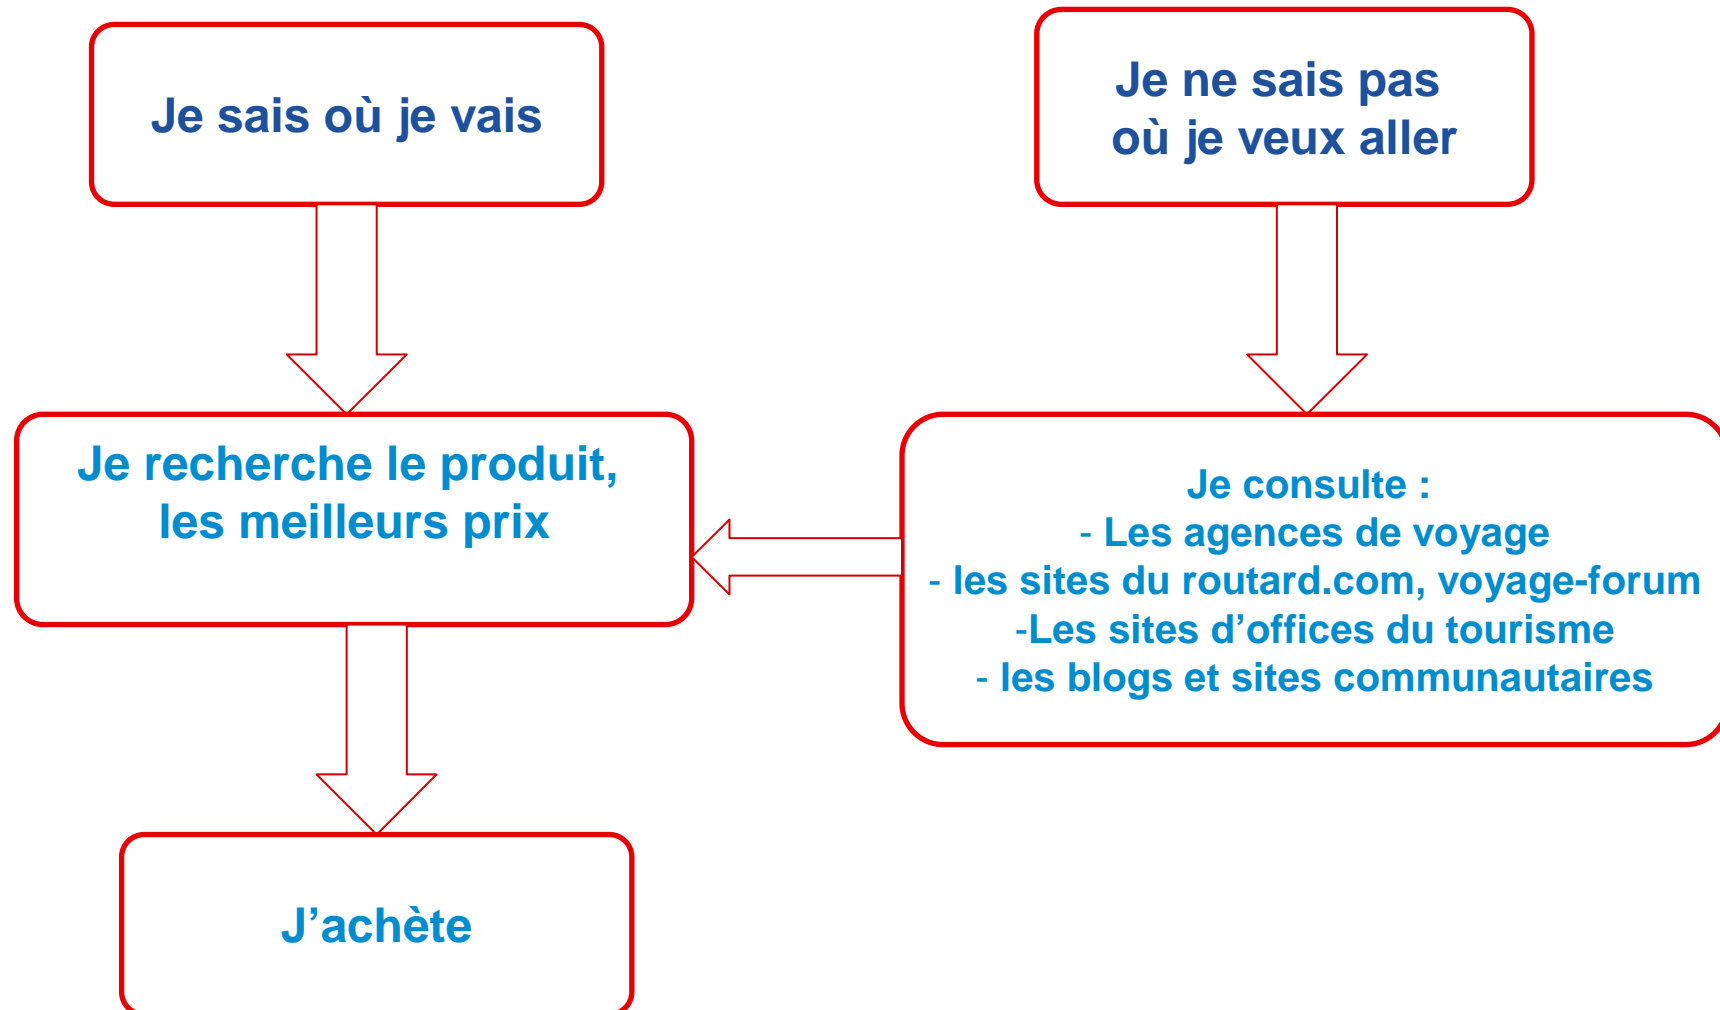 Je sais où je vais
Je ne sais pas
où je veux aller
Je recherche le produit,
les meilleurs prix
Je consulte :
- Les agences de voyage
- les sites du routard.com, voyage-forum
-Les sites d’offices du tourisme
- les blogs et sites communautaires
J’achète